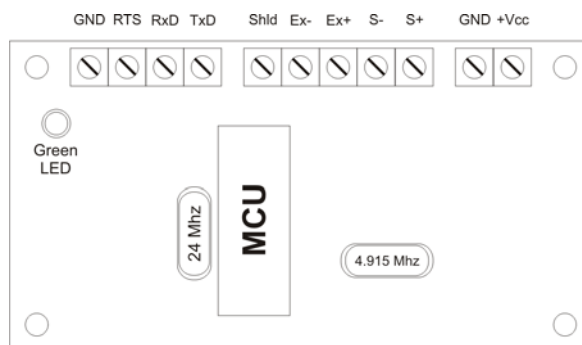 GND RTS RxD TxD Shld Ex- Ex+ S- S+ GND +Vcc
Green
LED
24 Mhz
MCU
4.915 Mhz